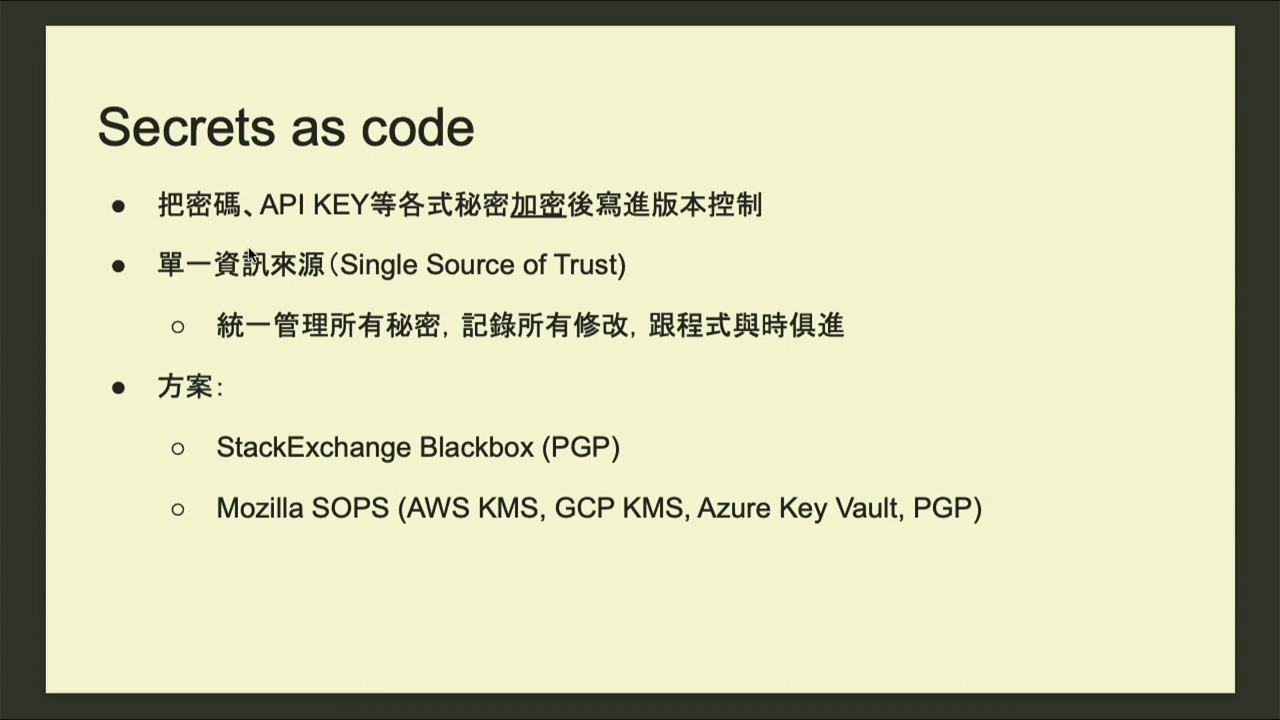 Secrets as code
● 把密碼、API KEY等各式秘密加密後寫進版本控制
● 單一資訊來源（Single Source of Trust)
○ 統一管理所有秘密, 記錄所有修改, 跟程式與時俱進
● 方案:
○ StackExchange Blackbox (PGP)
○ Mozilla SOPS (AWS KMS, GCP KMS, Azure Key Vault, PGP)